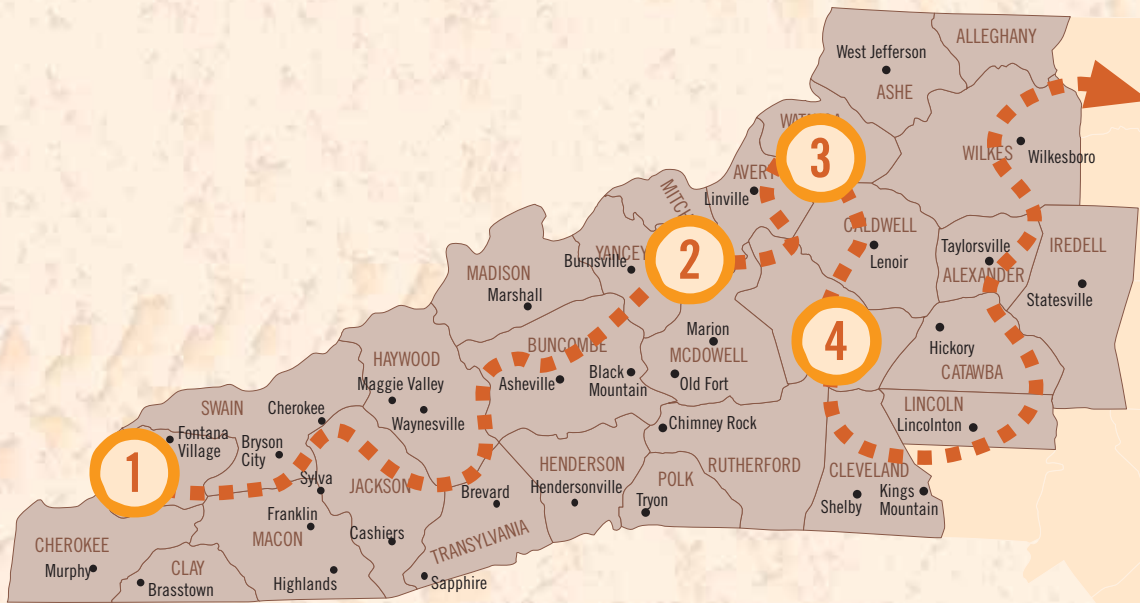 ALLEGHANY
West Jefferson
ASHE
3
WILKES
Wilkesboro
AVERY
Linville
2
YANCEY
Burnsville
CALDWELL
Lenoir
Taylorsville
ALEXANDER
IREDELL
Statesville
MADISON
Marshall
4
Marion
MCDOWELL
Old Fort
Hickory
CATAWBA
HAYWOOD
Maggie Valley
Waynesville
BUNCOMBE
Asheville
Black
Mountain
LINCOLN
Lincolnton
SWAIN
Cherokee
Fontana
Village
Bryson
City
1
Chimney Rock
RUTHERFORD
HENDERSON
Hendersonville
POLK
Tryon
CLEVELAND
Shelby
Kings
Mountain
Sylva
JACKSON
Brevard
Franklin
MACON
Cashiers
TRANSYLVANIA
Sapphire
Highlands
CHEROKEE
Murphy
CLAY
Brasstown